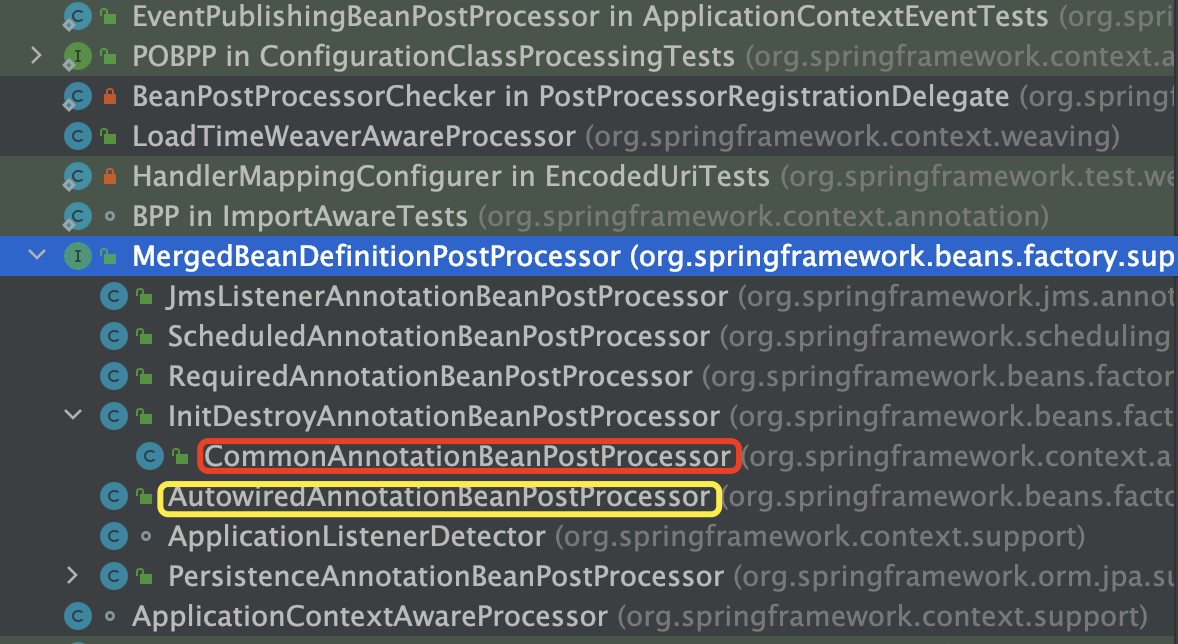 EventPublishingBeanPostProcessor in ApplicationContextEventTests (org.spri
POBPP in ConfigurationClassProcessingTests (org.springframework.context.a
BeanPostProcessorChecker in PostProcessorRegistrationDelegate (org.springf
LoadTimeWeaverAwareProcessor (org.springframework.context.weaving)
HandlerMappingConfigurer in EncodedUriTests (org.springframework.test.we
BPP in ImportAwareTests (org.springframework.context.annotation)
MergedBeanDefinitionPostProcessor (org.springframework.beans.factory.sup
JmsListenerAnnotationBeanPostProcessor (org.springframework.jms.annot
ScheduledAnnotationBeanPostProcessor (org.springframework.scheduling
RequiredAnnotationBeanPostProcessor (org.springframework.beans.factor
InitDestroyAnnotationBeanPostProcessor (org.springframework.beans.fact
CommonAnnotationBeanPostProcessor (org.springframework.context.a
AutowiredAnnotationBeanPostProcessor (org.springframework.beans.facto
ApplicationListenerDetector (org.springframework.context.support)
PersistenceAnnotationBeanPostProcessor (org.springframework.orm.jpa.su
ApplicationContextAwareProcessor (org.springframework.context.support)